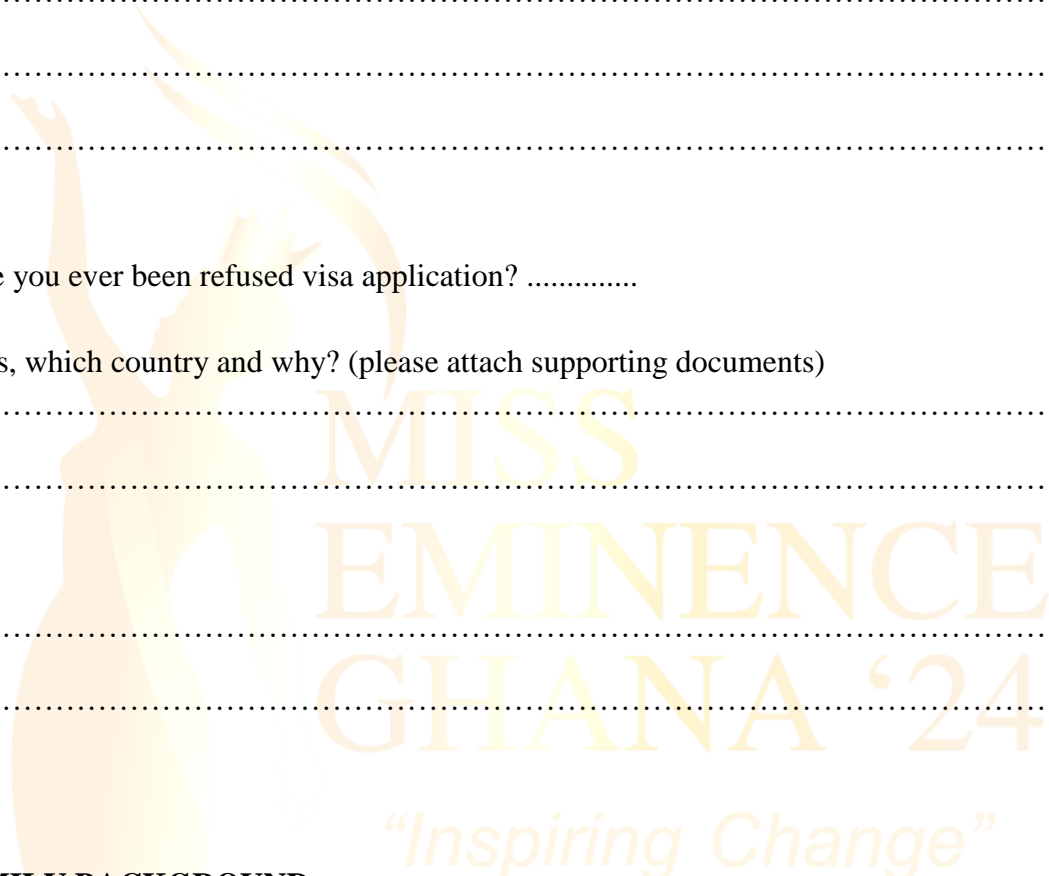 ……………………………………………………………………………………
……………………………………………………………………………………
……………………………………………………………………………………
you ever been refused visa application? ..............
which country and why? (please attach supporting documents)
……………………………………………………………………………………
MISS
……………………………………………………………………………………
EMINENCE
……………………………………………………………………………………
GHANA ‘24
……………………………………………………………………………………
“Inspiring Change”
BACKGROUND